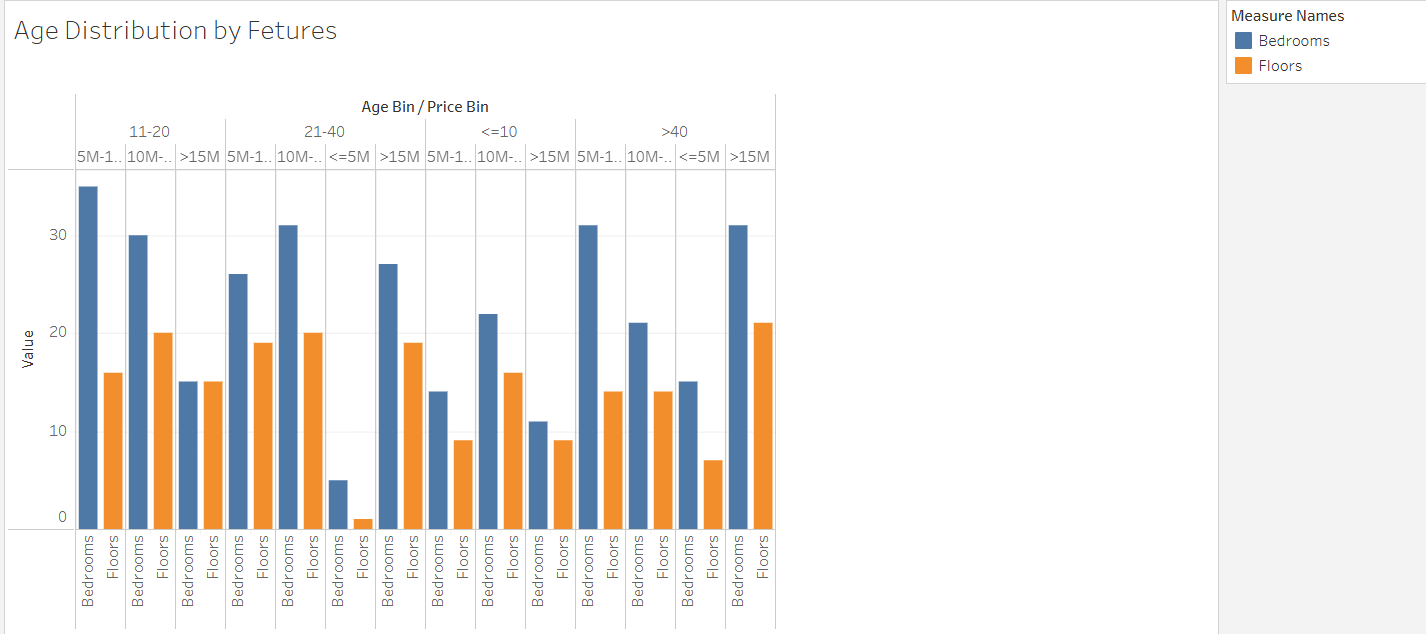 Age Distribution by Fetures
Measure Names
Bedrooms
Floors
Age Bin / Price Bin
11-20 21-40 <=10 >40
5M-1.. 10M-.. >15M 5M-1.. 10M-.. <=5M >15M 5M-1.. 10M-.. >15M 5M-1.. 10M-.. <=5M >15M
Value
30
20
10
0
Bedrooms Floors Bedrooms Floors Bedrooms Floors Bedrooms Floors Bedrooms Floors Bedrooms Floors Bedrooms Floors Bedrooms Floors Bedrooms Floors Bedrooms Floors Bedrooms Floors Bedrooms Floors Bedrooms Floors Bedrooms Floors